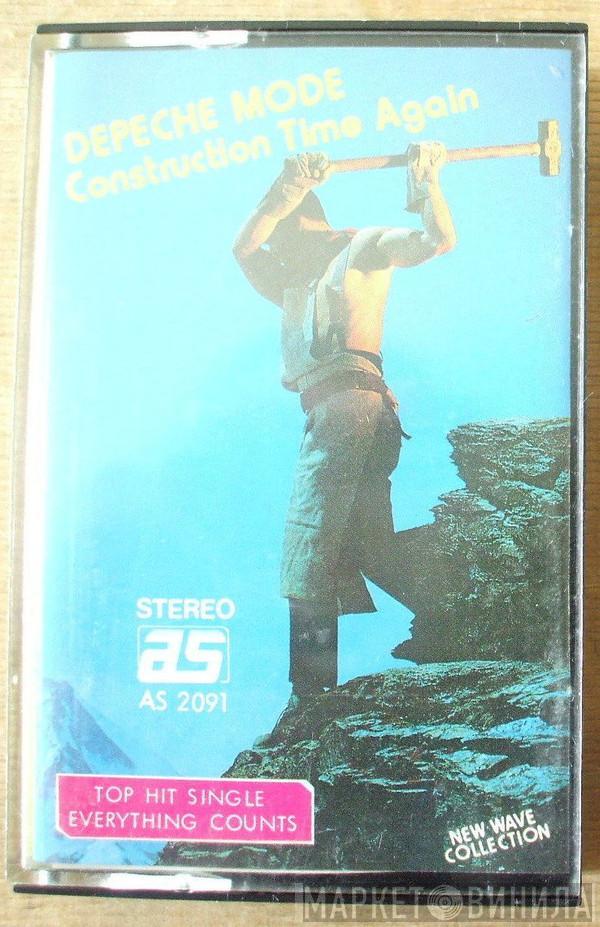 DEPECHE MODE
Construction Time Again
STEREO
as
AS 2091
TOP HIT SINGLE
EVERYTHING COUNTS
NEW WAVE
COLLECTION
МАРКЕТ ВИНИЛА